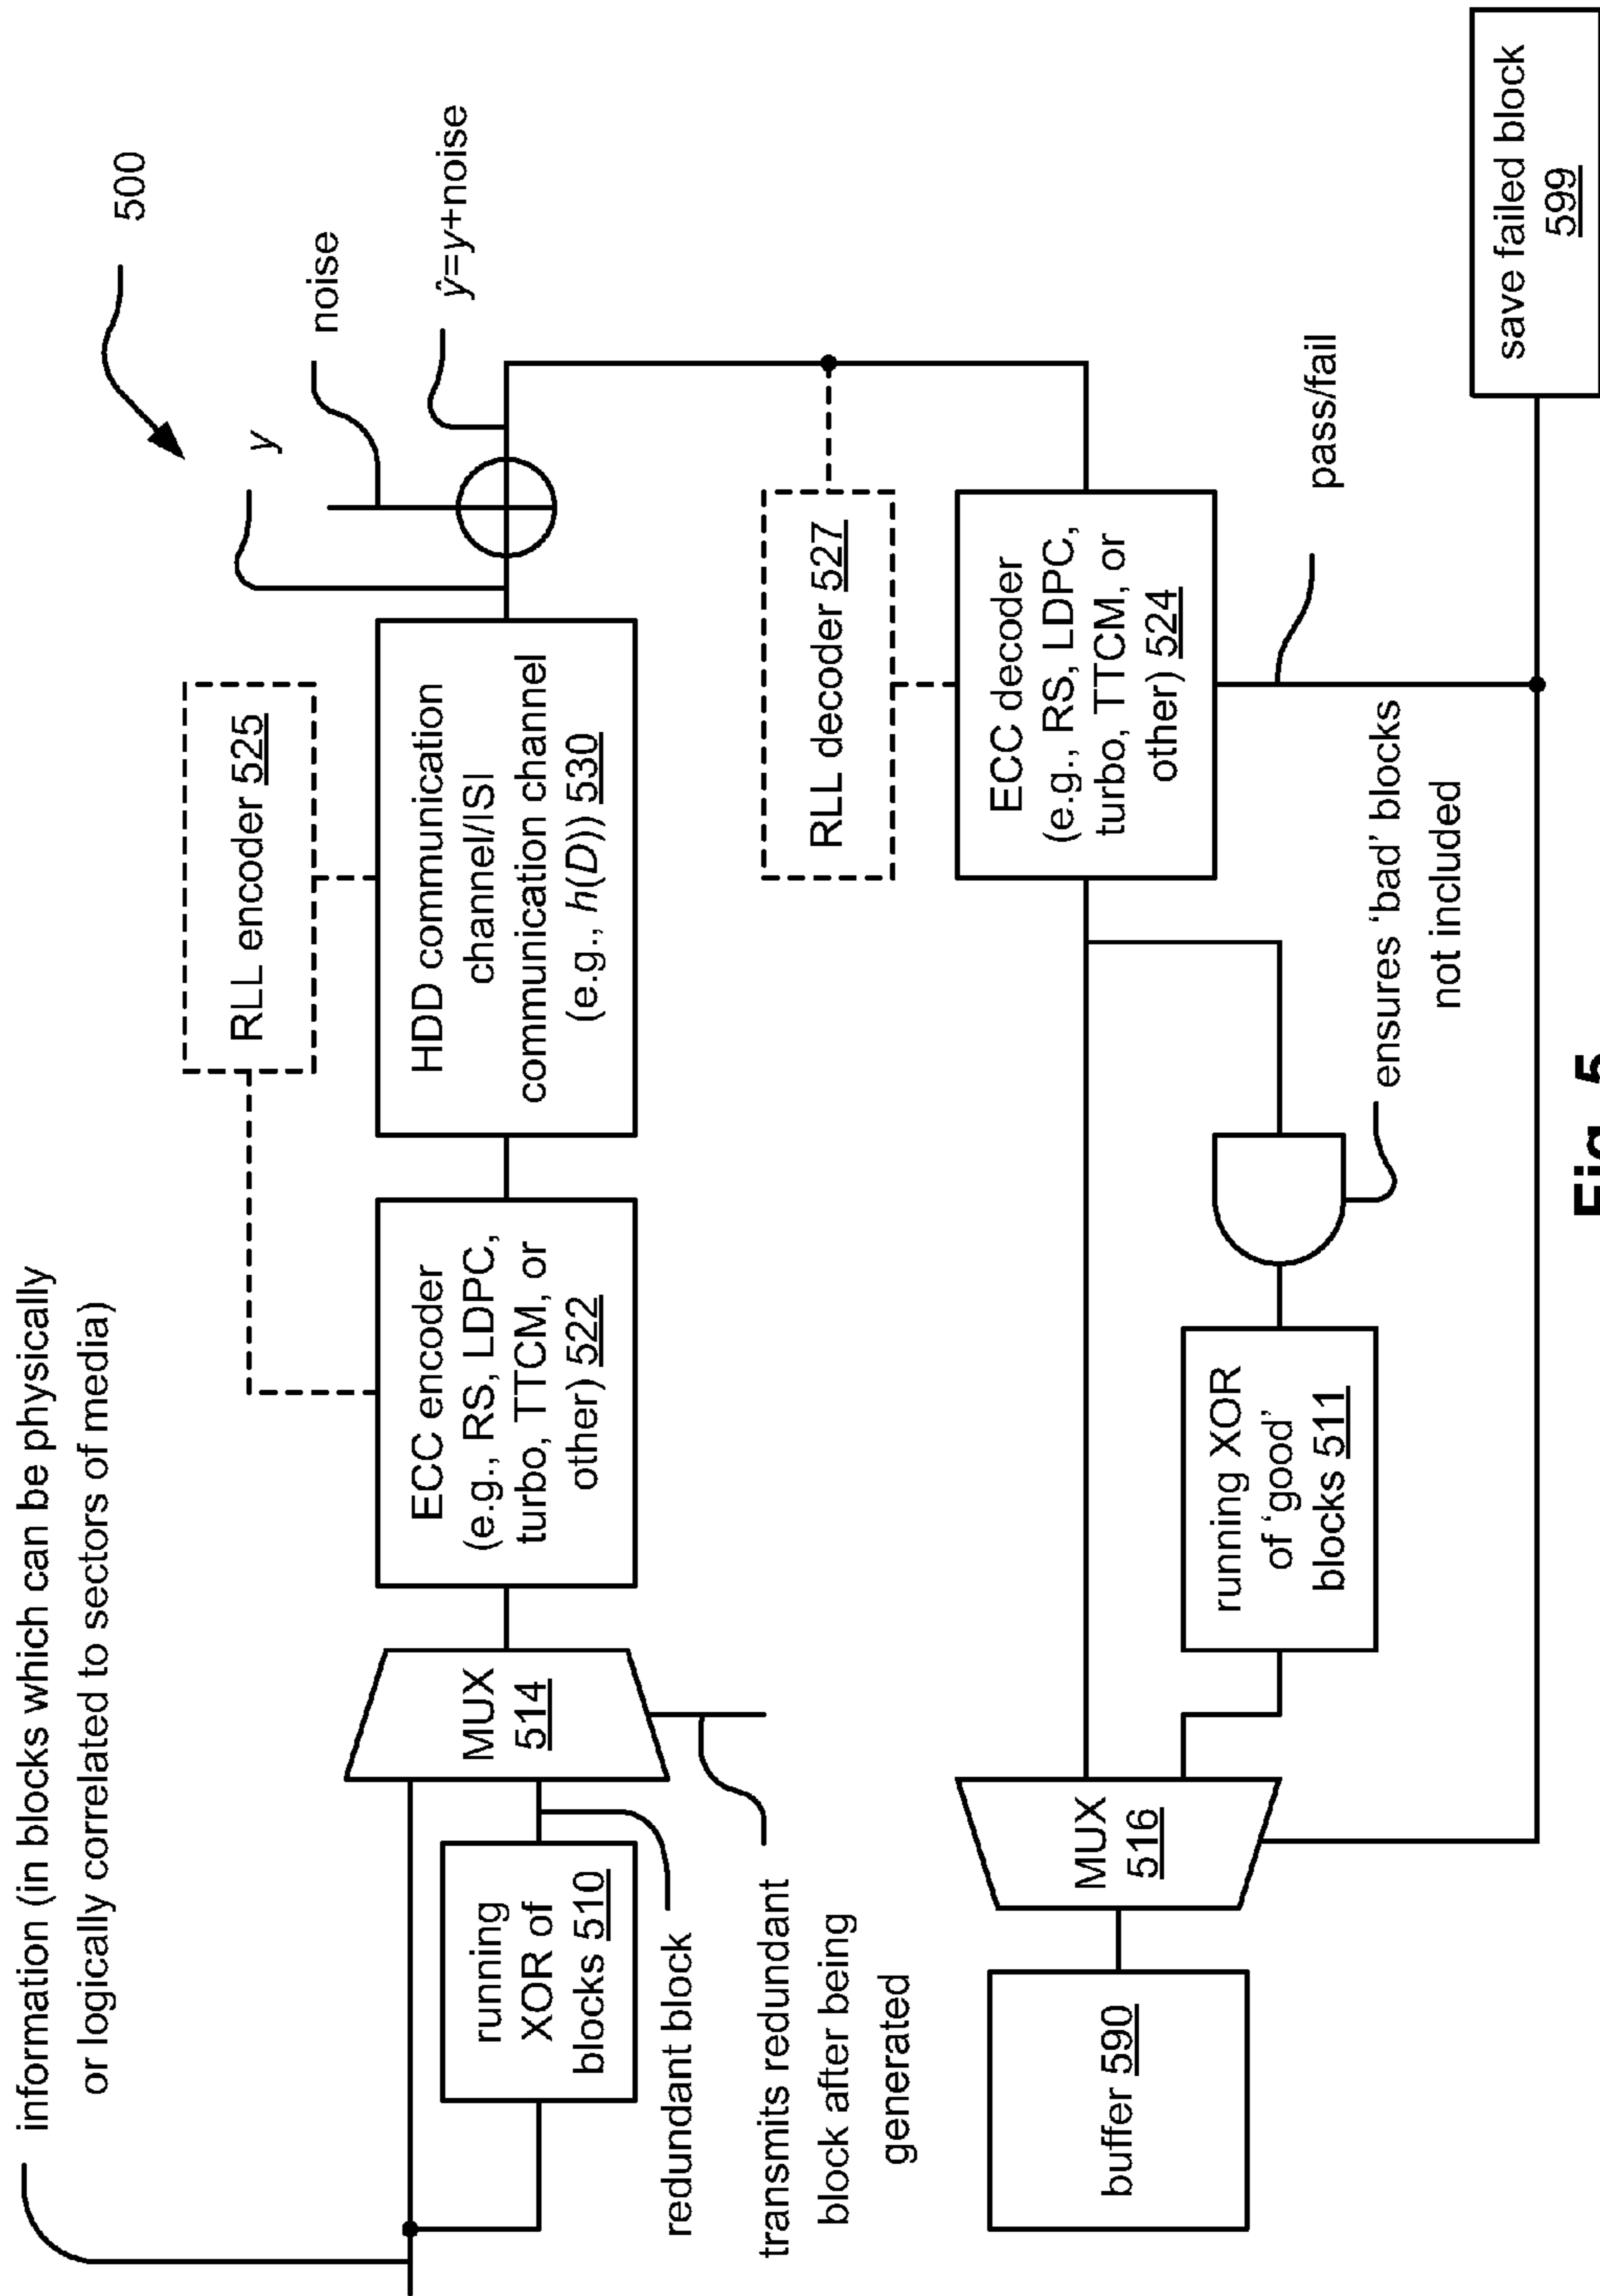 information (in blocks which can be physically
or logically correlated to sectors of media)
500
y
noise
ŷ=y+noise
RLL encoder 525
running
XOR of
blocks 510
MUX
514
ECC encoder
(e.g., RS, LDPC,
turbo, TTCM, or
other) 522
HDD communication
channel/ISI
communication channel
(e.g., h(D)) 530
redundant block
transmits redundant
block after being
generated
RLL decoder 527
buffer 590
MUX
516
running XOR
of ‘good’
blocks 511
ECC decoder
(e.g., RS, LDPC,
turbo, TTCM, or
other) 524
pass/fail
ensures ‘bad’ blocks
not included
save failed block
599
Fig. 5